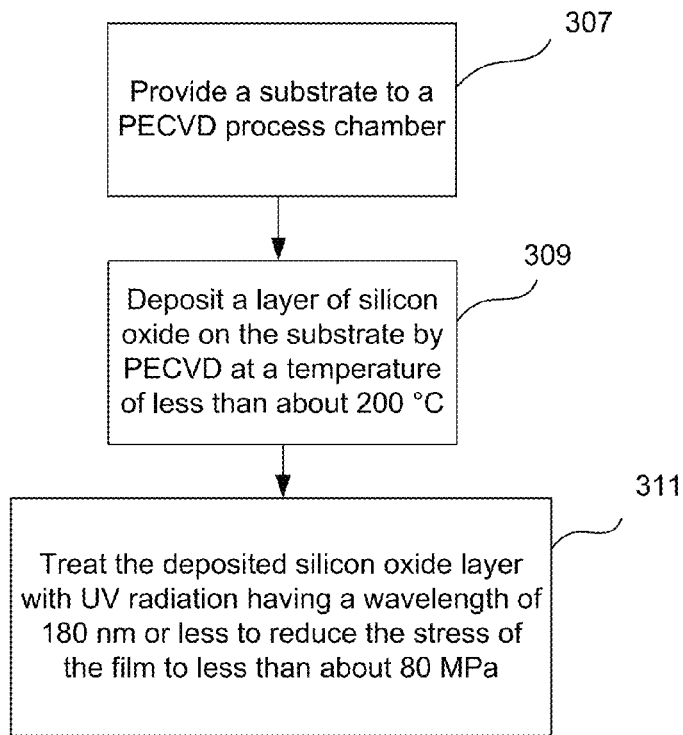 307
Provide a substrate to a
PECVD process chamber
309
Deposit a layer of silicon
oxide on the substrate by
PECVD at a temperature
of less than about 200 °C
311
Treat the deposited silicon oxide layer
with UV radiation having a wavelength of
180 nm or less to reduce the stress of
the film to less than about 80 MPa